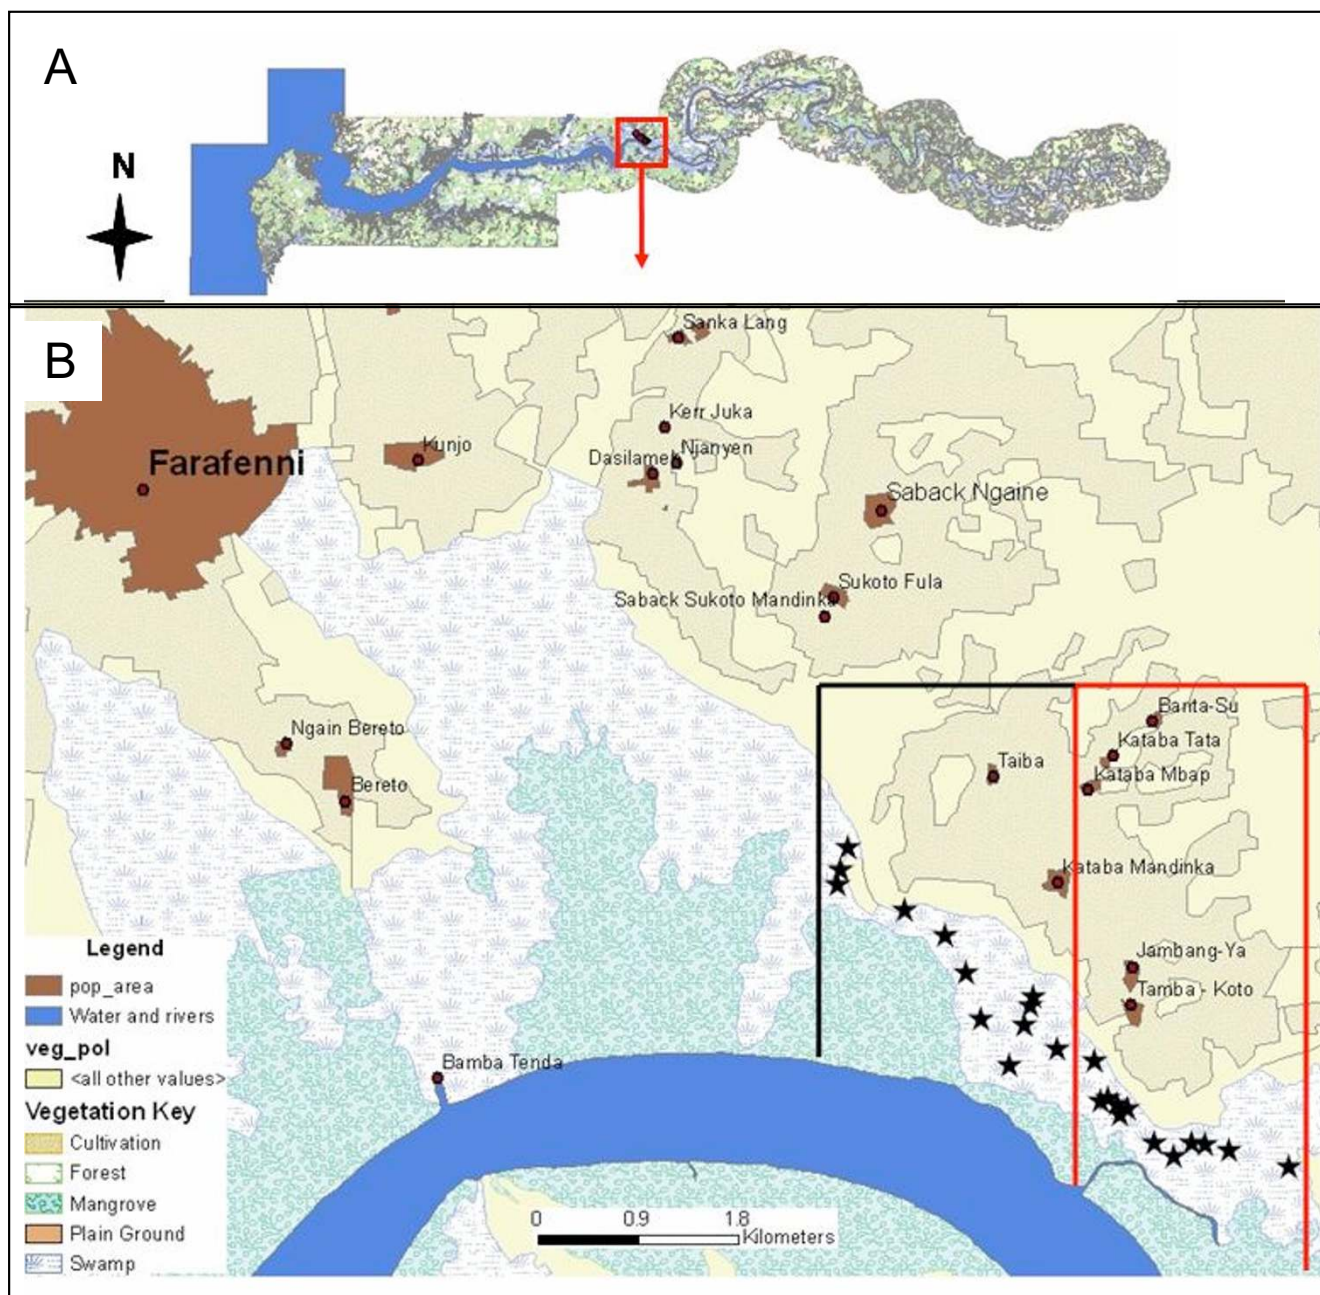 A
N
B
Sanka Lang
Kerr Juka
Njanyen
Dasilamek
Kunjo
Farafenni
Saback Ngaine
Sukoto Fula
Saback Sukoto Mandinka
Banta-Su
Kataba Tata
Kataba Mbap
Taiba
Ngain Bereto
Bereto
Kataba Mandinka
Jambang-Ya
Tamba - Koto
Bamba Tenda
Legend
pop_area
Water and rivers
veg_pol
<all other values>
Vegetation Key
Cultivation
Forest
Mangrove
Plain Ground
Swamp
0 0.9 1.8
Kilometers